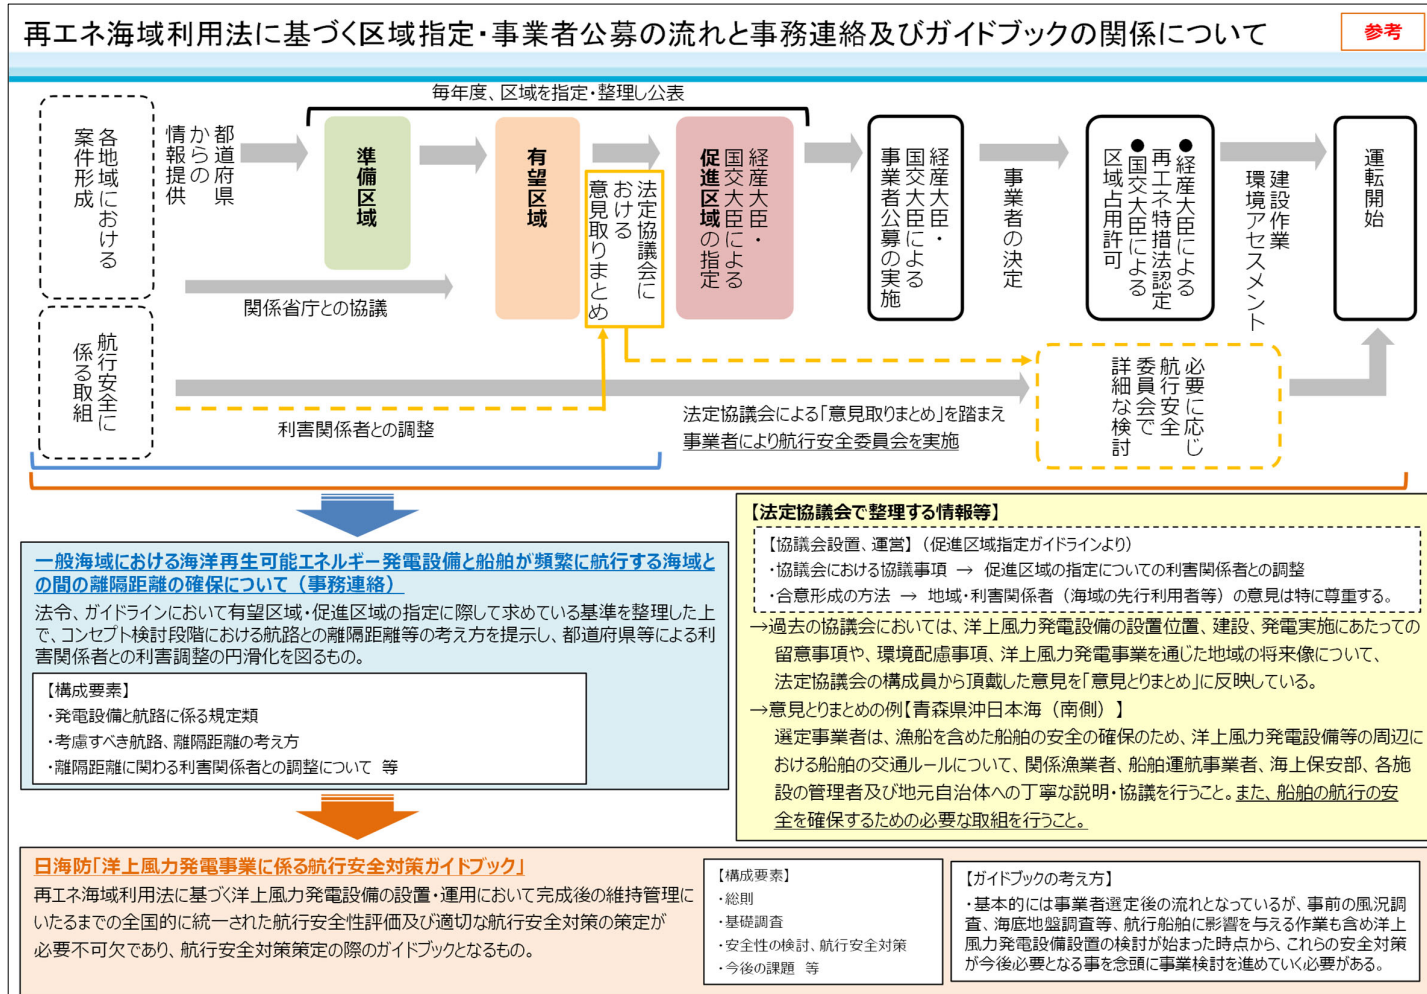 再エネ海域利用法に基づく区域指定・事業者公募の流れと事務連絡及びガイドブックの関係について
参考
毎年度、区域を指定・整理し公表
各地域における
案件形成
都道府県
からの
情報提供
準備区域
有望区域
法定協議会に
おける
意見取りまとめ
経産大臣・
国交大臣による
促進区域の指定
経産大臣・
国交大臣による
事業者公募の実施
事業者の決定
●経産大臣による
再エネ特措法認定
●国交大臣による
区域占用許可
建設作業
環境アセスメント
運転開始
関係省庁との協議
航行安全に
係る取組
利害関係者との調整
法定協議会による「意見取りまとめ」を踏まえ
事業者により航行安全委員会を実施
必要に応じ
航行安全
委員会で
詳細な検討
一般海域における海洋再生可能エネルギー発電設備と船舶が頻繁に航行する海域と
の間の離隔距離の確保について（事務連絡）
法令、ガイドラインにおいて有望区域・促進区域の指定に際して求めている基準を整理した上
で、コンセプト検討段階における航路との離隔距離等の考え方を提示し、都道府県等による利
害関係者との利害調整の円滑化を図るもの。
【構成要素】
・発電設備と航路に係る規定類
・考慮すべき航路、離隔距離の考え方
・離隔距離に関わる利害関係者との調整について 等
【法定協議会で整理する情報等】
【協議会設置、運営】（促進区域指定ガイドラインより）
・協議会における協議事項 → 促進区域の指定についての利害関係者との調整
・合意形成の方法 → 地域・利害関係者（海域の先行利用者等）の意見は特に尊重する。
→過去の協議会においては、洋上風力発電設備の設置位置、建設、発電実施にあたっての
留意事項や、環境配慮事項、洋上風力発電事業を通じた地域の将来像について、
法定協議会の構成員から頂戴した意見を「意見とりまとめ」に反映している。
→意見とりまとめの例【青森県沖日本海（南側）】
選定事業者は、漁船を含めた船舶の安全の確保のため、洋上風力発電設備等の周辺に
おける船舶の交通ルールについて、関係漁業者、船舶運航事業者、海上保安部、各施
設の管理者及び地元自治体への丁寧な説明・協議を行うこと。また、船舶の航行の安
全を確保するための必要な取組を行うこと。
日海防「洋上風力発電事業に係る航行安全対策ガイドブック」
再エネ海域利用法に基づく洋上風力発電設備の設置・運用において完成後の維持管理に
いたるまでの全国的に統一された航行安全性評価及び適切な航行安全対策の策定が
必要不可欠であり、航行安全対策策定の際のガイドブックとなるもの。
【構成要素】
・総則
・基礎調査
・安全性の検討、航行安全対策
・今後の課題 等
【ガイドブックの考え方】
・基本的には事業者選定後の流れとなっているが、事前の風況調
査、海底地盤調査等、航行船舶に影響を与える作業も含め洋上
風力発電設備設置の検討が始まった時点から、これらの安全対策
が今後必要となる事を念頭に事業検討を進めていく必要がある。